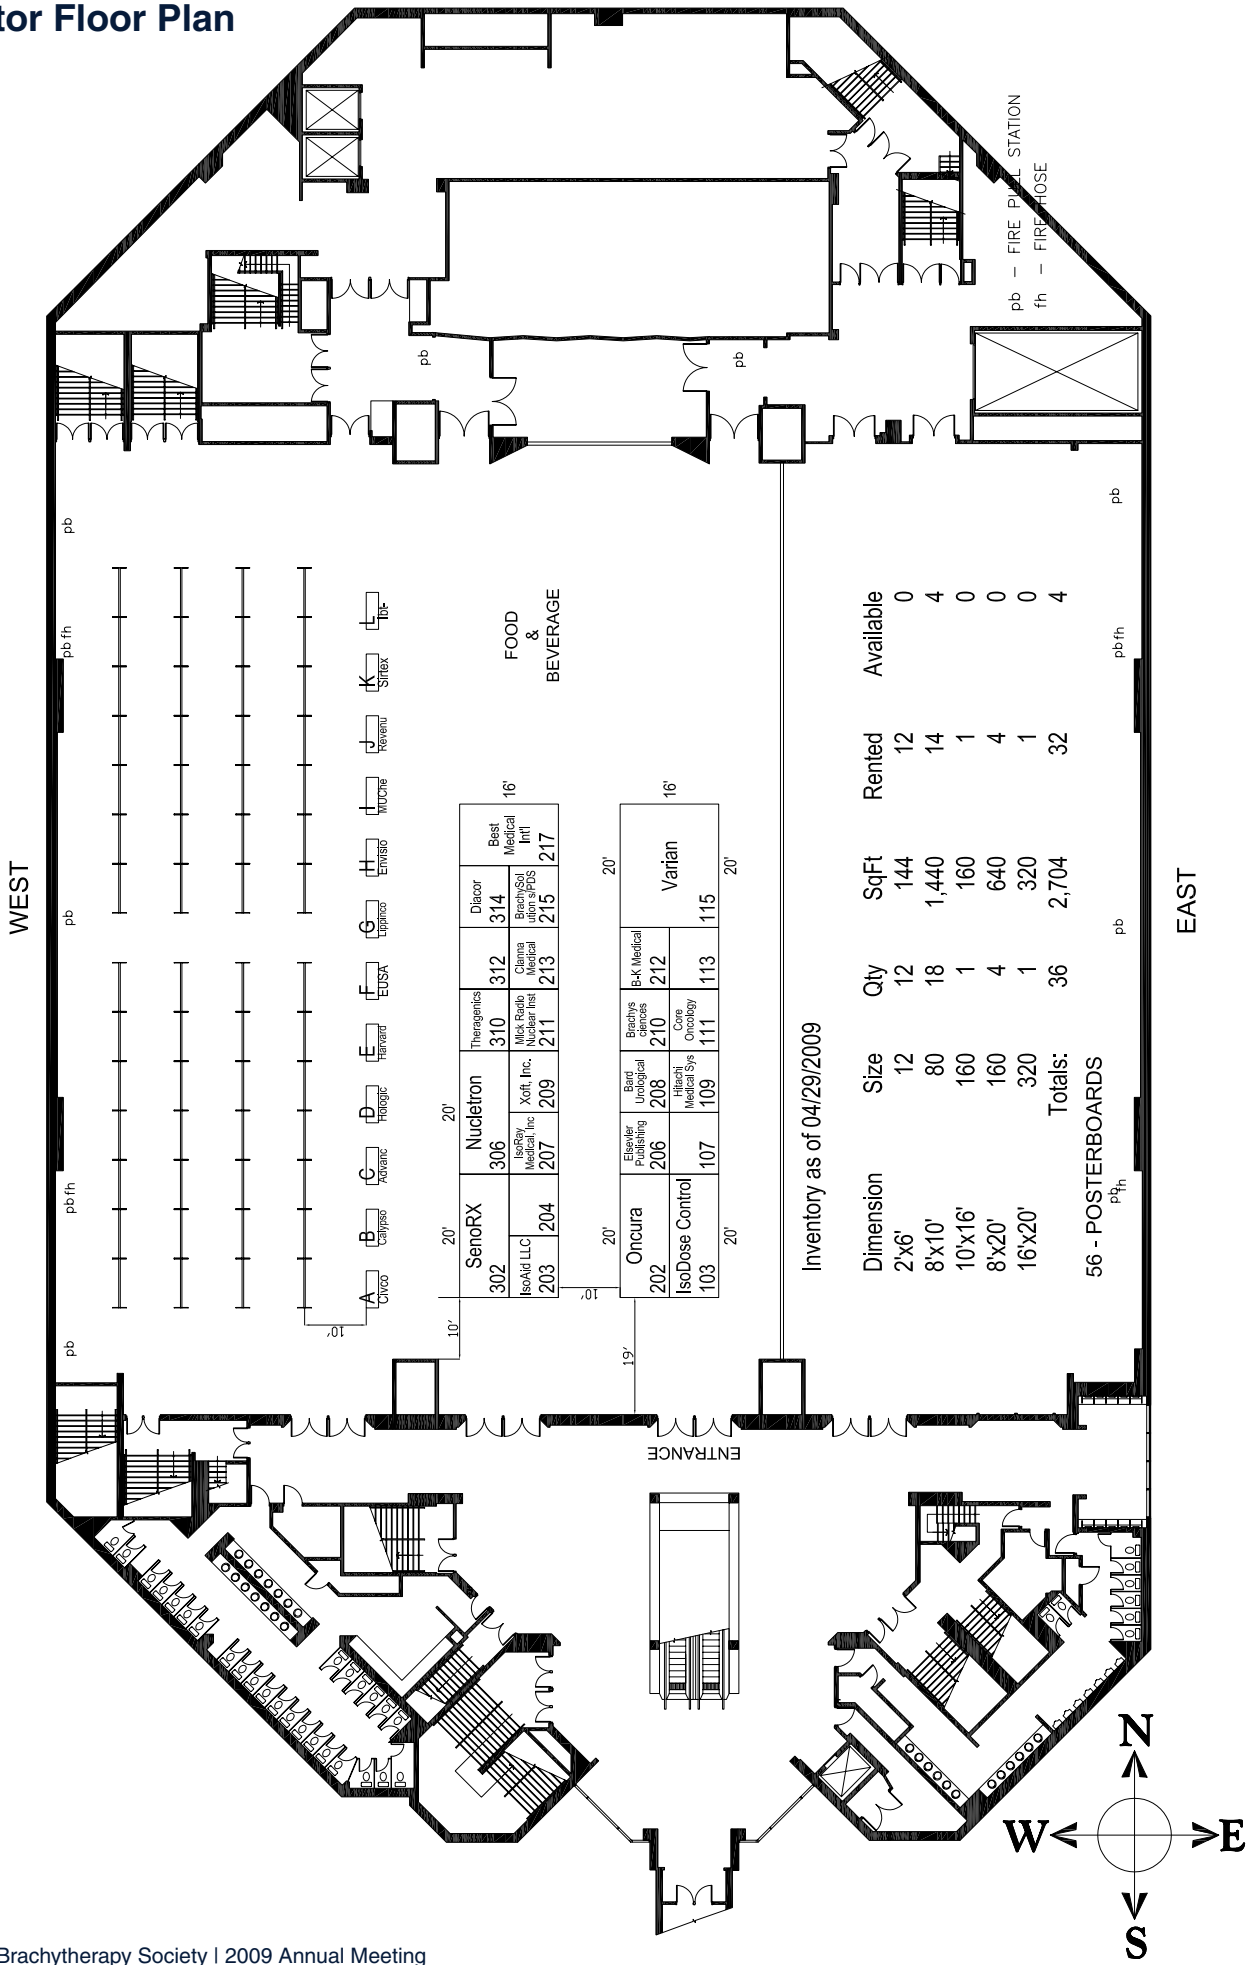 tor Floor Plan
pb – FIRE PULL STATION
fh – FIRE HOSE
pb
pb
pb
pb
pb fh
pb fh
pb
pb
pb fh
pb
fh
pb
WEST
EAST
FOOD
&
BEVERAGE
L
Ibt-
K
Sirtex
J
Revenu
I
MUChe
H
Envisio
G
Lippinco
F
EUSA
E
Harvard
D
Hologic
C
Advanc
B
Calypso
A
Civco
16'
Best
Medical
Int'l
217
Diacor
314
BrachySol
ution s/PDS
215
312
Cianna
Medical
213
Theragenics
310
Mick Radio
Nuclear Inst
211
Nucletron
306
Xoft, Inc.
209
IsoRay
Medical, Inc
207
SenoRX
302
204
IsoAid LLC
203
20'
20'
16'
20'
20'
Varian
115
B-K Medical
212
113
Brachys
ciences
210
Core
Oncology
111
Bard
Urological
208
Hitachi
Medical Sys
109
Elsevier
Publishing
206
107
Oncura
202
IsoDose Control
103
20'
20'
10'
10'
10'
19'
ENTRANCE
Inventory as of 04/29/2009
Dimension Size Qty SqFt Rented Available
2'x6' 12 12 144 12 0
8'x10' 80 18 1,440 14 4
10'x16' 160 1 160 1 0
8'x20' 160 4 640 4 0
16'x20' 320 1 320 1 0
Totals: 36 2,704 32 4
56 - POSTERBOARDS
N
W E
S
Brachytherapy Society | 2009 Annual Meeting